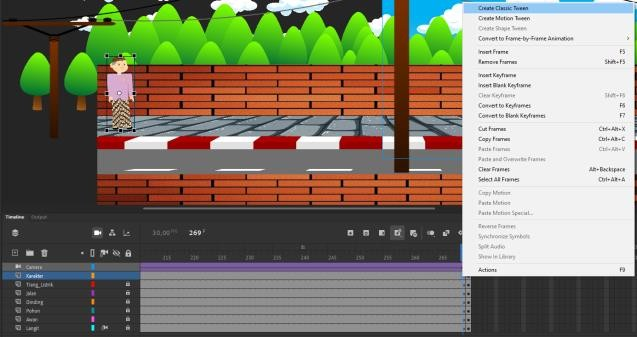 Create Classic Tween
Create Motion Tween
Create Shape Tween
Convert to Frame-by-Frame Animation
Insert Frame F5
Remove Frames Shift+F5
Insert Keyframe
Insert Blank Keyframe
Clear Keyframe Shift+F6
Convert to Keyframes F6
Convert to Blank Keyframes F7
Cut Frames Ctrl+Alt+X
Copy Frames Ctrl+Alt+C
Paste Frames Ctrl+Alt+V
Paste and Overwrite Frames
Clear Frames Alt+Backspace
Select All Frames Ctrl+Alt+A
Copy Motion
Paste Motion
Paste Motion Special...
Reverse Frames
Synchronize Symbols
Split Audio
Show in Library
Actions F9
Timeline Output
30,00 FPS 269 F
215 220 225 230 235 240 245 250 255 260 265
Camera
Karakter
Tiang_Listrik
Jalan
Dinding
Pohon
Awan
Langit